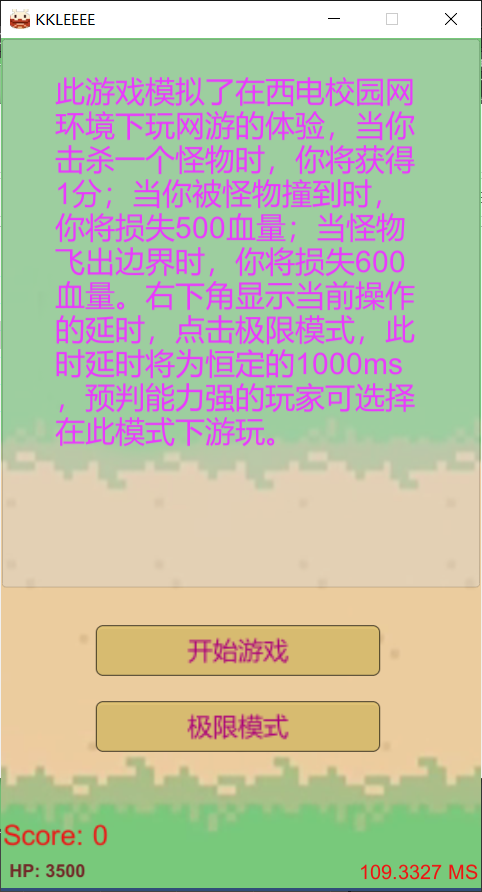 KKLEEEE
此游戏模拟了在西电校园网
环境下玩网游的体验，当你
击杀一个怪物时，你将获得
1分；当你被怪物撞到时，
你将损失500血量；当怪物
飞出边界时，你将损失600
血量。右下角显示当前操作
的延时，点击极限模式，此
时延时将为恒定的1000ms
，预判能力强的玩家可选择
在此模式下游玩。
开始游戏
极限模式
Score: 0
HP: 3500
109.3327 MS